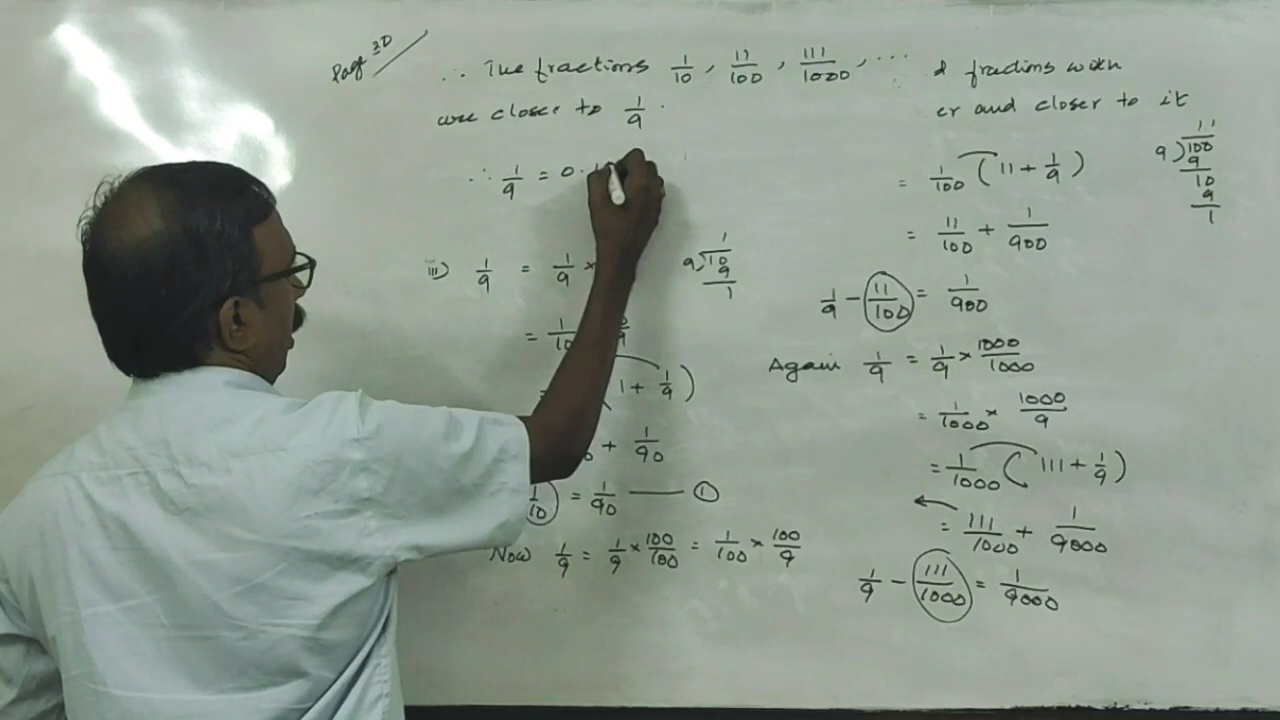 Page 30
∴ The fractions 1/10, 11/100, 111/1000, ...
are closer to 1/9.
∴ 1/9 = 0.1
iii) 1/9 = 1/9 ×
9)10 1 9 1
= 1/10
1 + 1/9 )
+ 1/90
1/10 = 1/90 —— ①
Now 1/9 = 1/9 × 100/100 = 1/100 × 100/9
d fractions with
er and closer to it
= 1/100 ( 11 + 1/9 )
9)100 11 9 10 9 1
= 11/100 + 1/900
1/9 − 11/100 = 1/900
Again 1/9 = 1/9 × 1000/1000
= 1/1000 × 1000/9
= 1/1000 ( 111 + 1/9 )
= 111/1000 + 1/9000
1/9 − 111/1000 = 1/9000